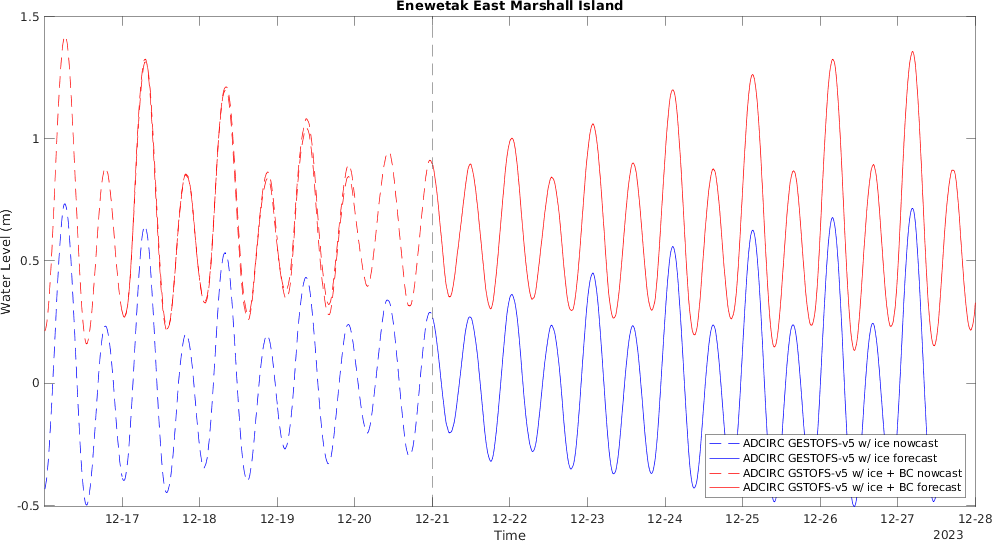 Enewetak East Marshall Island
1.5
1
0.5
0
-0.5
Water Level (m)
ADCIRC GESTOFS-v5 w/ ice nowcast
ADCIRC GESTOFS-v5 w/ ice forecast
ADCIRC GSTOFS-v5 w/ ice + BC nowcast
ADCIRC GSTOFS-v5 w/ ice + BC forecast
12-17 12-18 12-19 12-20 12-21 12-22 12-23 12-24 12-25 12-26 12-27 12-28
Time
2023